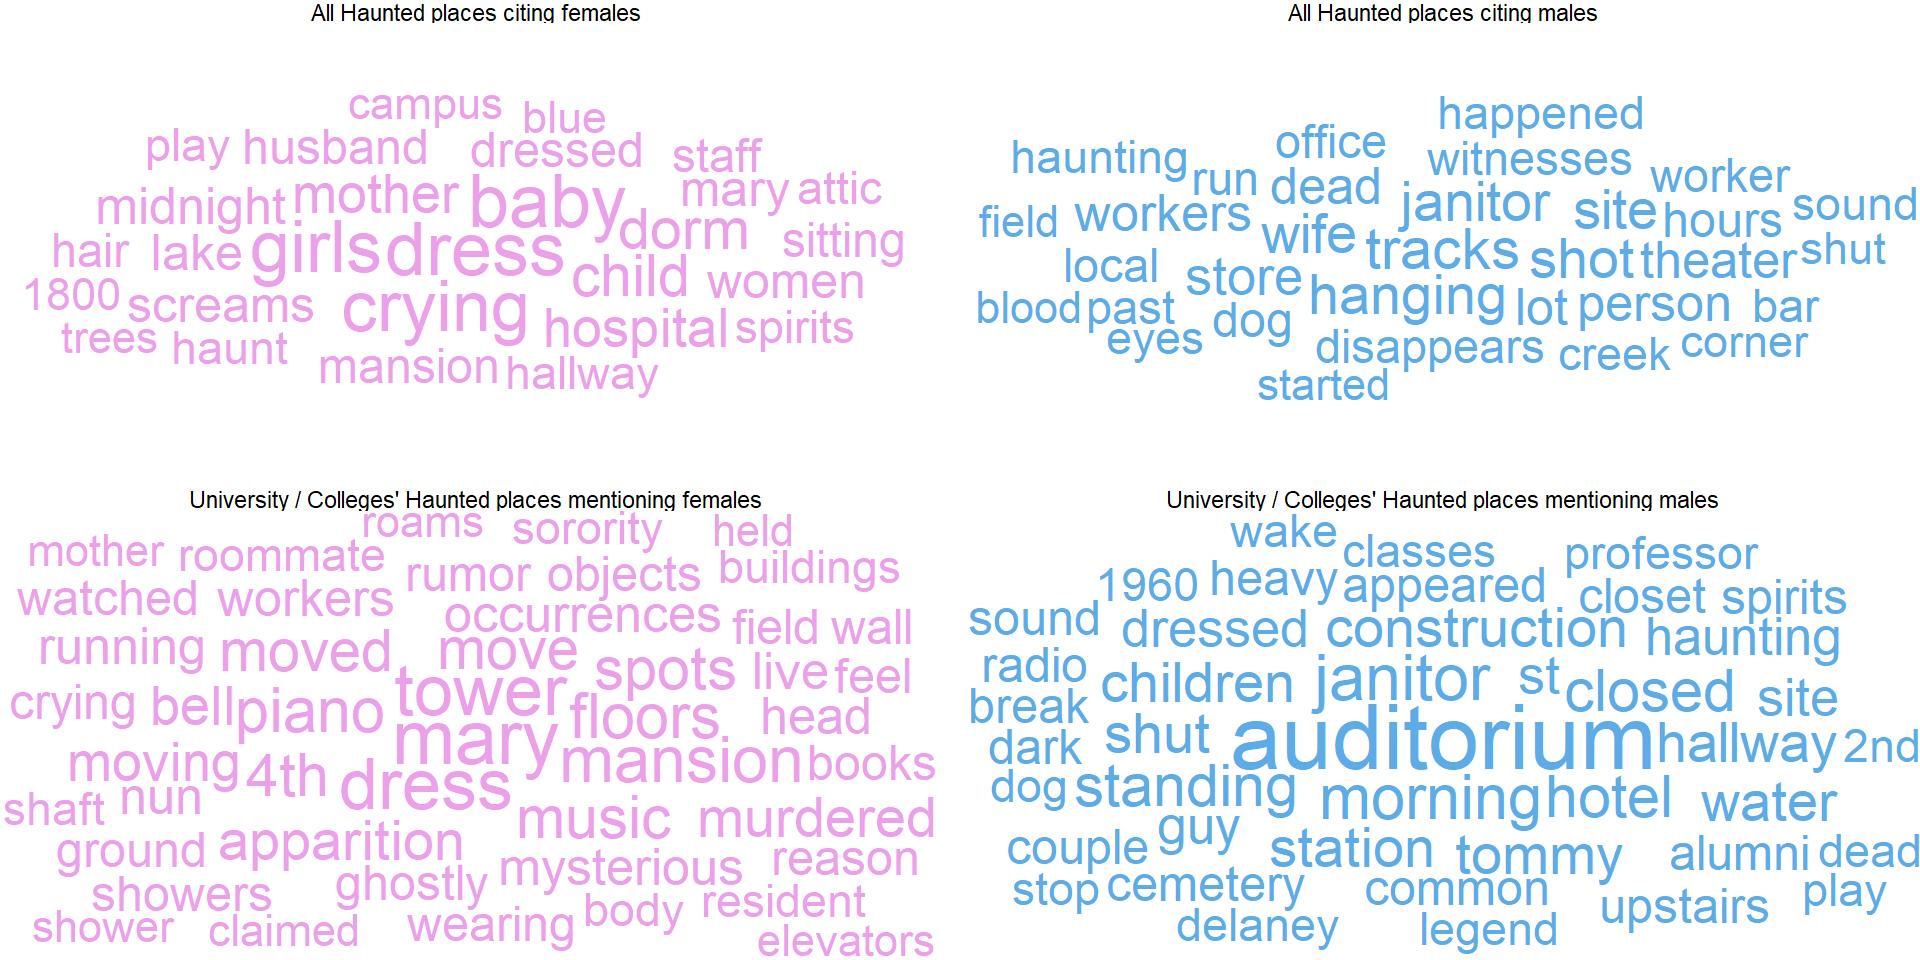 All Haunted places citing females
campus blue
play husband dressed staff
midnight mother baby mary attic
girls dress dorm sitting
hair lake child women
1800 screams crying hospital spirits
trees haunt mansion hallway
All Haunted places citing males
happened
haunting office witnesses
run dead janitor worker
field workers wife tracks site hours sound
local store shot theater shut
blood past hanging lot person bar
eyes dog disappears creek corner
started
University / Colleges' Haunted places mentioning females
roams sorority held
mother roommate rumor objects buildings
watched workers occurrences field wall
running moved move spots live feel
crying bell piano tower floors head
mary mansion books
moving 4th dress
shaft nun music murdered
ground apparition mysterious reason
showers ghostly body resident
shower claimed wearing elevators
University / Colleges' Haunted places mentioning males
wake classes professor
1960 heavy appeared closet spirits
sound dressed construction haunting
radio children janitor st closed site
break shut auditorium hallway 2nd
dark
dog standing morning hotel water
guy
couple station tommy alumni dead
stop cemetery common upstairs play
delaney legend